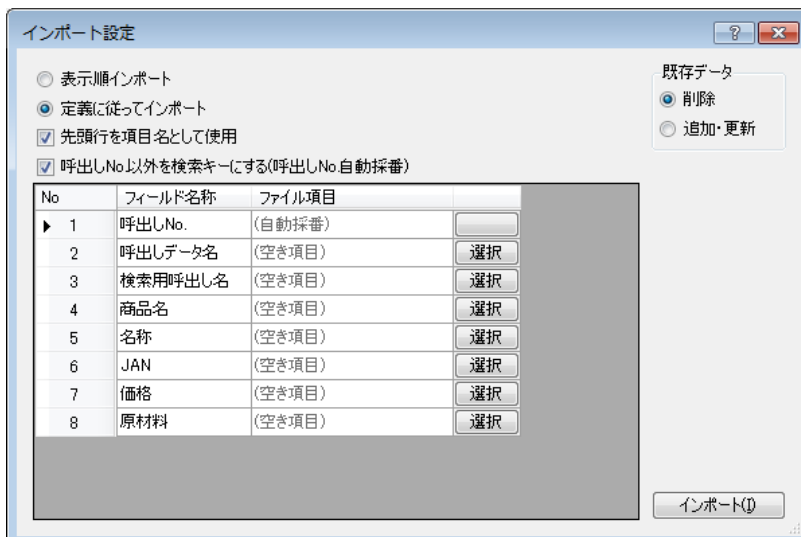 インポート設定
表示順インポート
定義に従ってインポート
先頭行を項目名として使用
呼出しNo.以外を検索キーにする(呼出しNo.自動採番)
既存データ
削除
追加・更新
No フィールド名称 ファイル項目
1 呼出しNo. (自動採番)
2 呼出しデータ名 (空き項目) 選択
3 検索用呼出し名 (空き項目) 選択
4 商品名 (空き項目) 選択
5 名称 (空き項目) 選択
6 JAN (空き項目) 選択
7 価格 (空き項目) 選択
8 原材料 (空き項目) 選択
インポート(I)